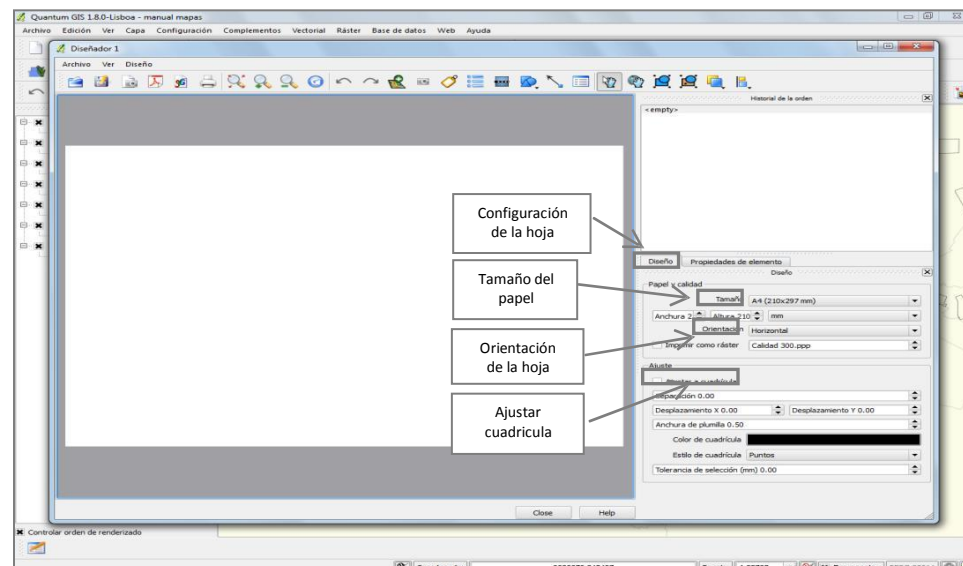 Quantum GIS 1.8.0-Lisboa - manual mapas
Archivo Edición Ver Capa Configuración Complementos Vectorial Ráster Base de datos Web Ayuda
Diseñador 1
Archivo Ver Diseño
Historial de la orden
<empty>
Configuración
de la hoja
Tamaño del
papel
Orientación
de la hoja
Ajustar
cuadricula
Diseño Propiedades de elemento
Diseño
Papel y calidad
Tamaño A4 (210x297 mm)
Anchura 2 Altura 210 mm
Orientación Horizontal
Imprimir como ráster Calidad 300.ppp
Ajuste
Separación 0.00
Desplazamiento X 0.00 Desplazamiento Y 0.00
Anchura de plumilla 0.50
Color de cuadrícula
Estilo de cuadrícula Puntos
Tolerancia de selección (mm) 0.00
Close Help
Controlar orden de renderizado